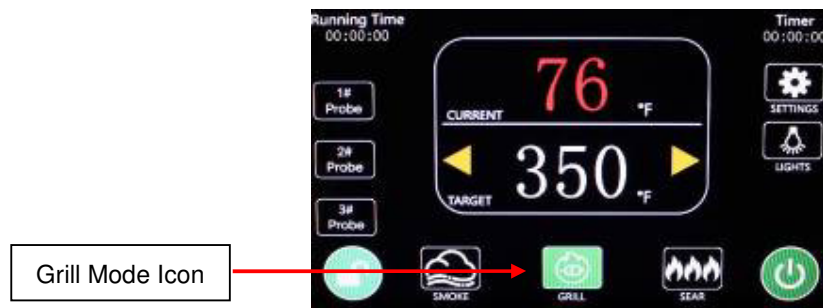 Running Time
00:00:00
Timer
00:00:00
1#
Probe
2#
Probe
3#
Probe
76 °F
CURRENT
350 °F
TARGET
SETTINGS
LIGHTS
Grill Mode Icon
SMOKE
GRILL
SEAR